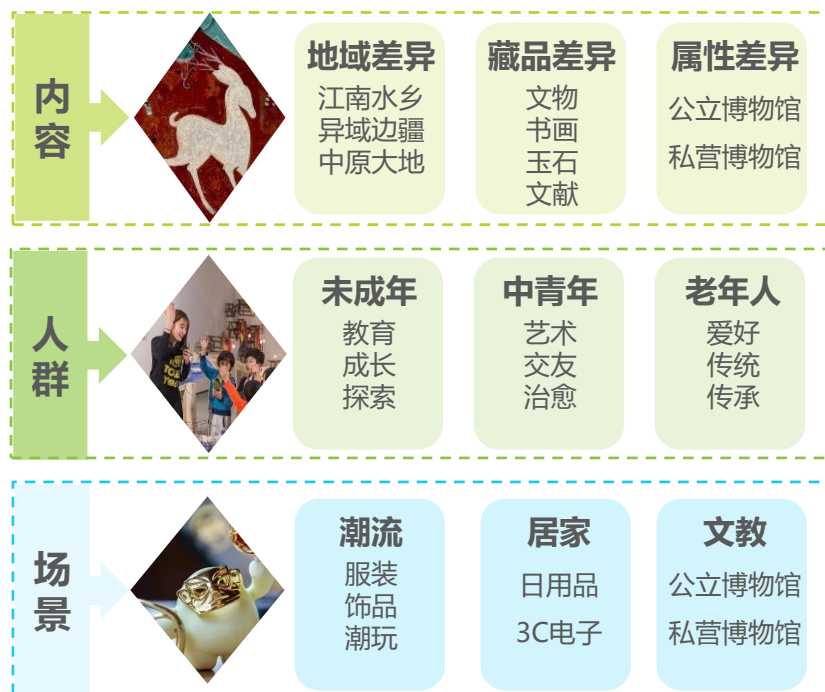 内容
地域差异
江南水乡
异域边疆
中原大地
藏品差异
文物
书画
玉石
文献
属性差异
公立博物馆
私营博物馆
人群
未成年
教育
成长
探索
中青年
艺术
交友
治愈
老年人
爱好
传统
传承
场景
潮流
服装
饰品
潮玩
居家
日用品
3C电子
文教
公立博物馆
私营博物馆